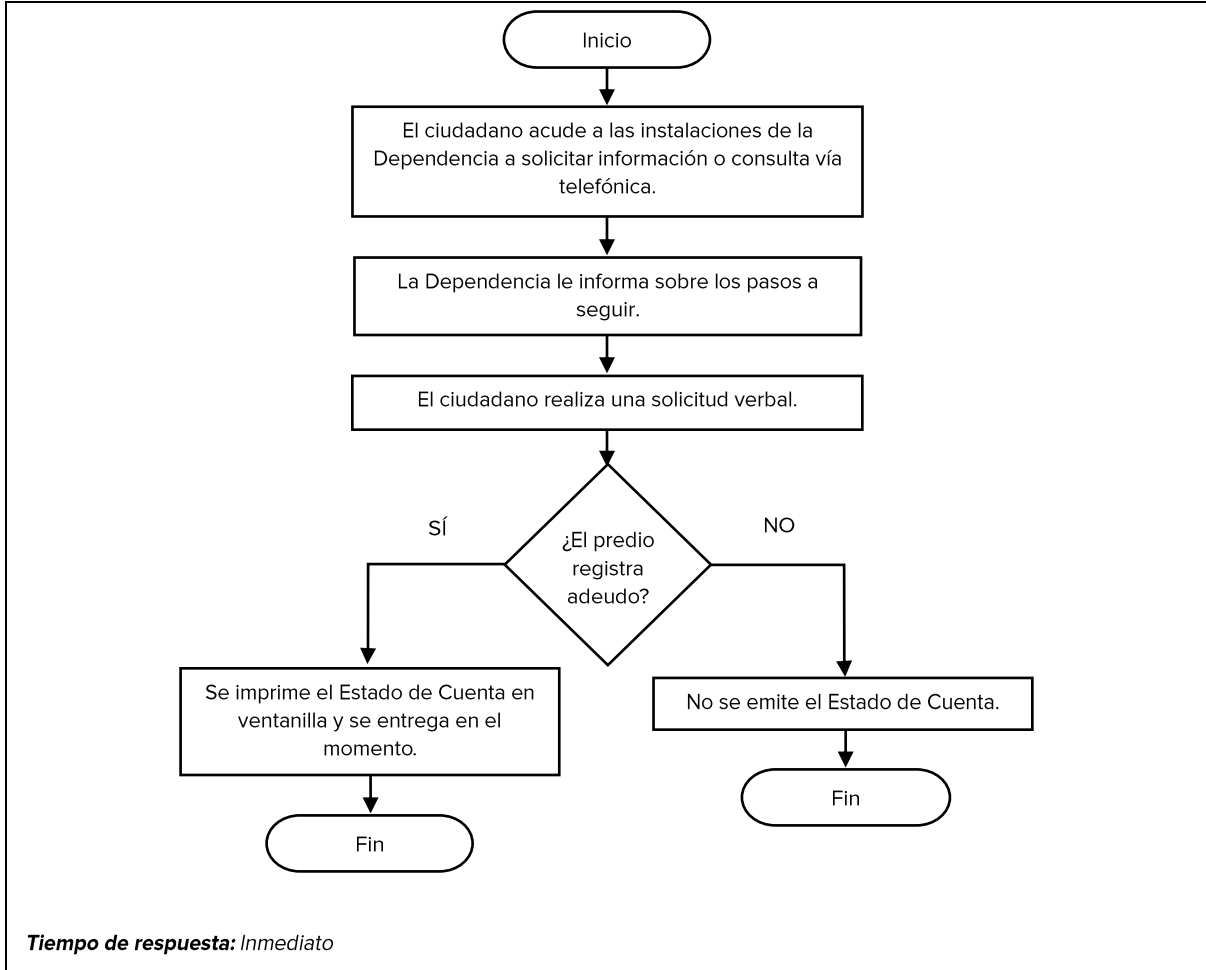 Inicio
El ciudadano acude a las instalaciones de la
Dependencia a solicitar información o consulta vía
telefónica.
La Dependencia le informa sobre los pasos a
seguir.
El ciudadano realiza una solicitud verbal.
¿El predio
registra
adeudo?
SÍ
NO
Se imprime el Estado de Cuenta en
ventanilla y se entrega en el
momento.
Fin
No se emite el Estado de Cuenta.
Fin
Tiempo de respuesta: Inmediato